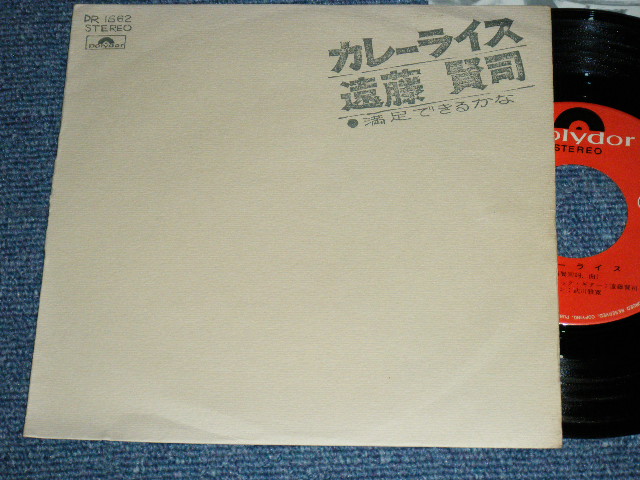 DR 1662
STEREO
polydor
カレーライス
遠藤 賢司
●満足できるかな
polydor
STEREO
ーライス